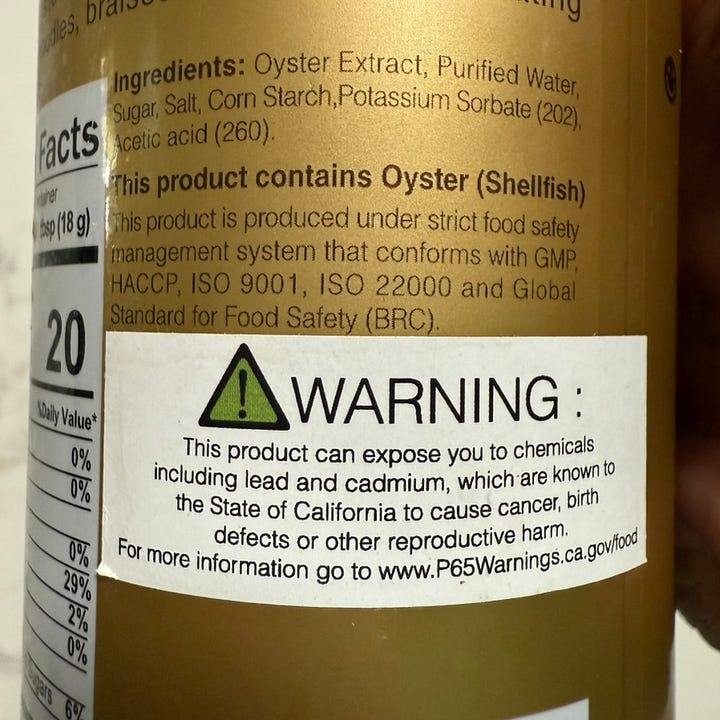 braise
Ingredients: Oyster Extract, Purified Water,
Sugar, Salt, Corn Starch,Potassium Sorbate (202),
Acetic acid (260).
This product contains Oyster (Shellfish)
This product is produced under strict food safety
management system that conforms with GMP,
HACCP, ISO 9001, ISO 22000 and Global
Standard for Food Safety (BRC).
WARNING :
This product can expose you to chemicals
including lead and cadmium, which are known to
the State of California to cause cancer, birth
defects or other reproductive harm.
For more information go to www.P65Warnings.ca.gov/food
Facts
tbsp (18 g)
20
%Daily Value*
0%
0%
0%
29%
2%
0%
Sugars 6%